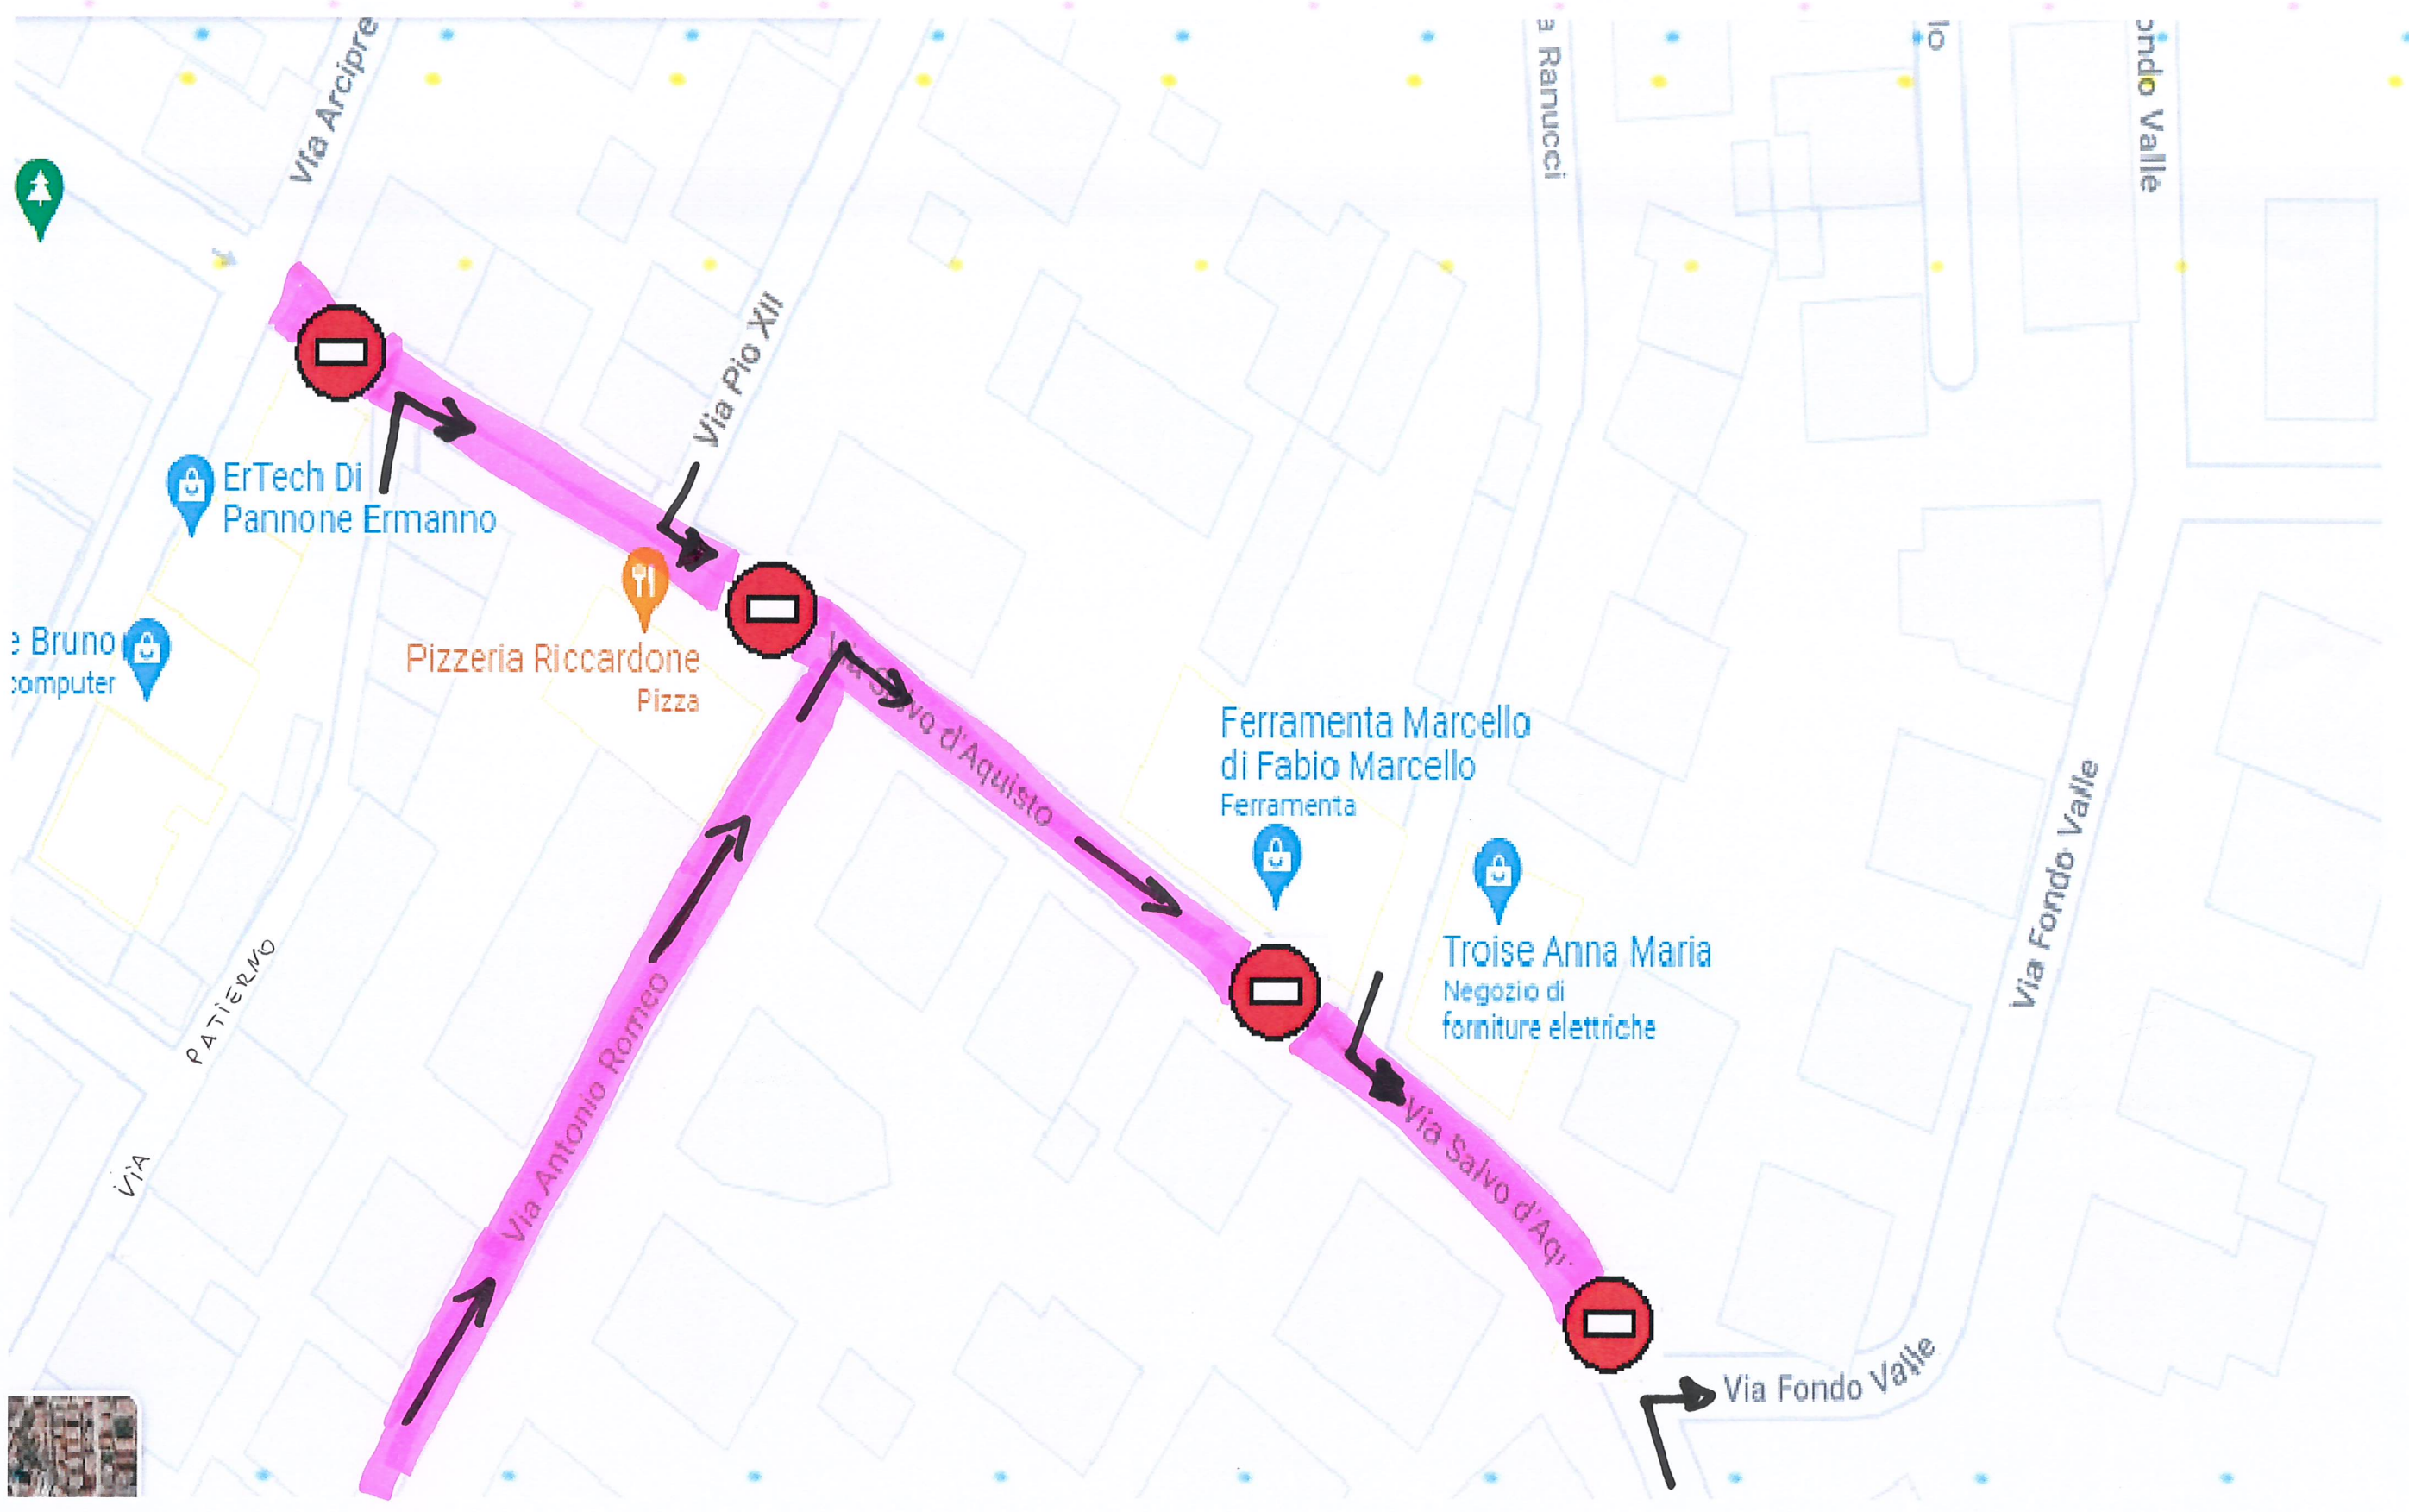 Via Arcipre
Via Pio XII
a Ranucci
lo
ondo Valle
ErTech Di
Pannone Ermanno
e Bruno
computer
Pizzeria Riccardone
Pizza
Via Salvo d'Aquisto
Ferramenta Marcello
di Fabio Marcello
Ferramenta
Troise Anna Maria
Negozio di
forniture elettriche
Via Fondo Valle
VIA PATIERNO
Via Antonio Romeo
Via Salvo d'Aqui
Via Fondo Valle